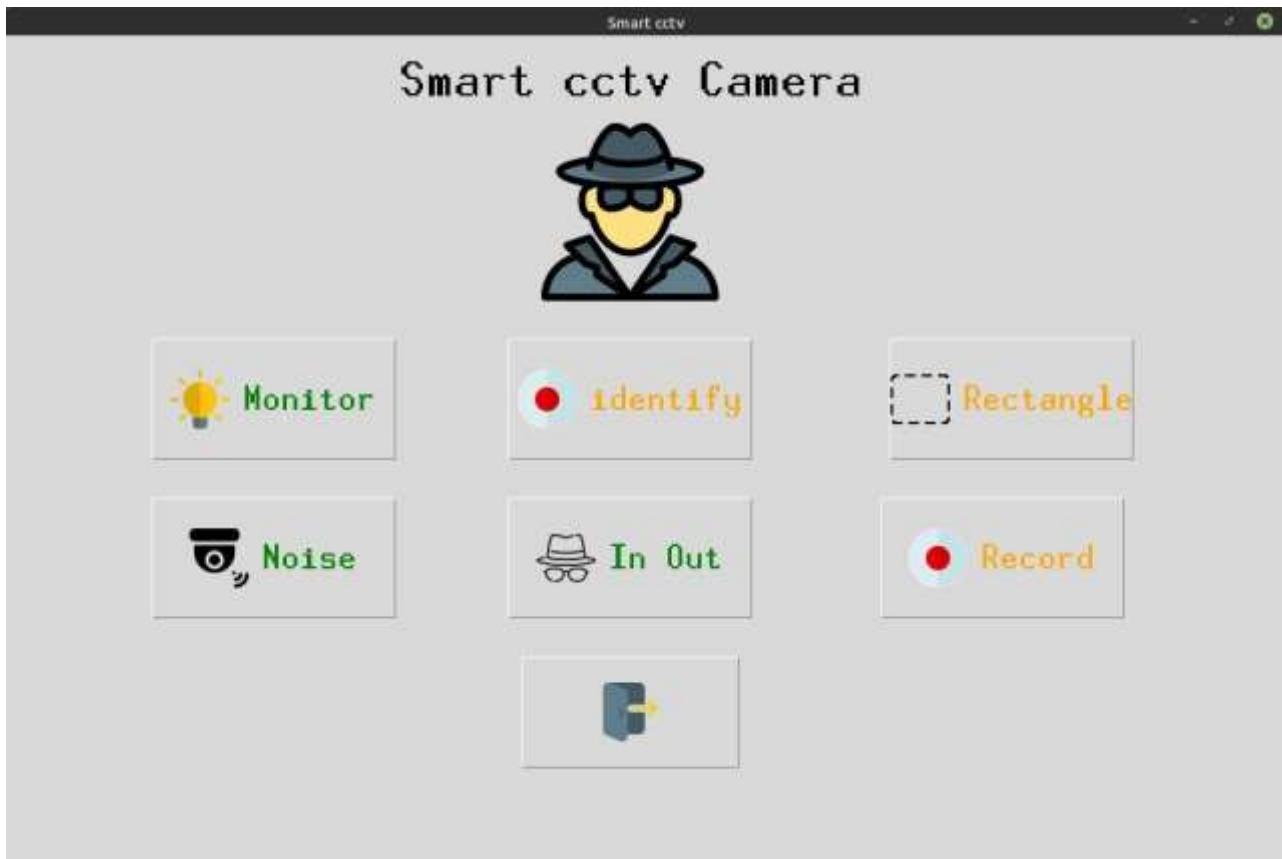 Smart cctv
Smart cctv Camera
Monitor
identify
Rectangle
Noise
In Out
Record